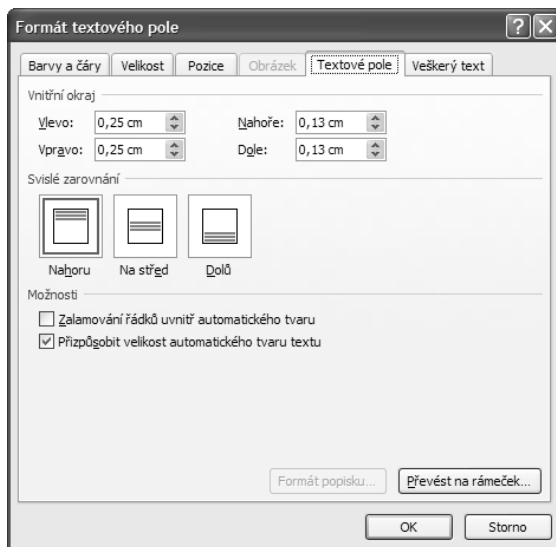 Formát textového pole
Barvy a čáry Velikost Pozice Obrázek Textové pole Veškerý text
Vnitřní okraj
Vlevo: 0,25 cm Nahoře: 0,13 cm
Vpravo: 0,25 cm Dole: 0,13 cm
Svislé zarovnání
Nahoru Na střed Dolů
Možnosti
Zalamování řádků uvnitř automatického tvaru
Přizpůsobit velikost automatického tvaru textu
Formát popisku... Převést na rámeček...
OK Storno